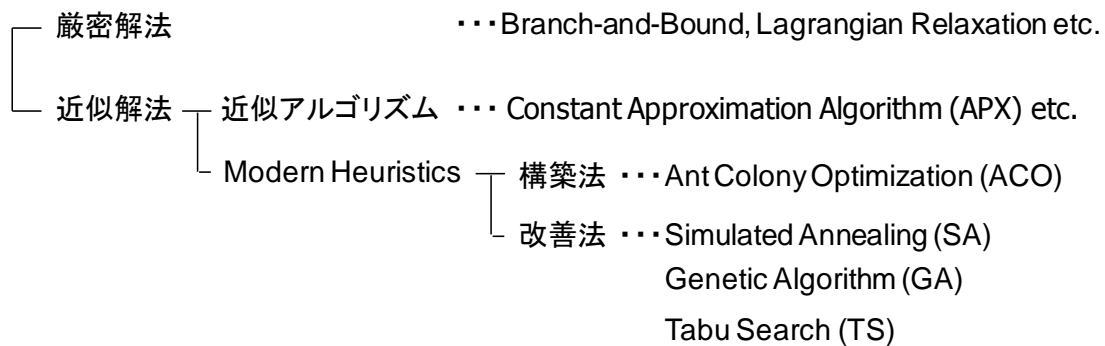 厳密解法 ・・・Branch-and-Bound, Lagrangian Relaxation etc.
近似解法 近似アルゴリズム ・・・ Constant Approximation Algorithm (APX) etc.
Modern Heuristics 構築法 ・・・Ant Colony Optimization (ACO)
改善法 ・・・Simulated Annealing (SA)
Genetic Algorithm (GA)
Tabu Search (TS)